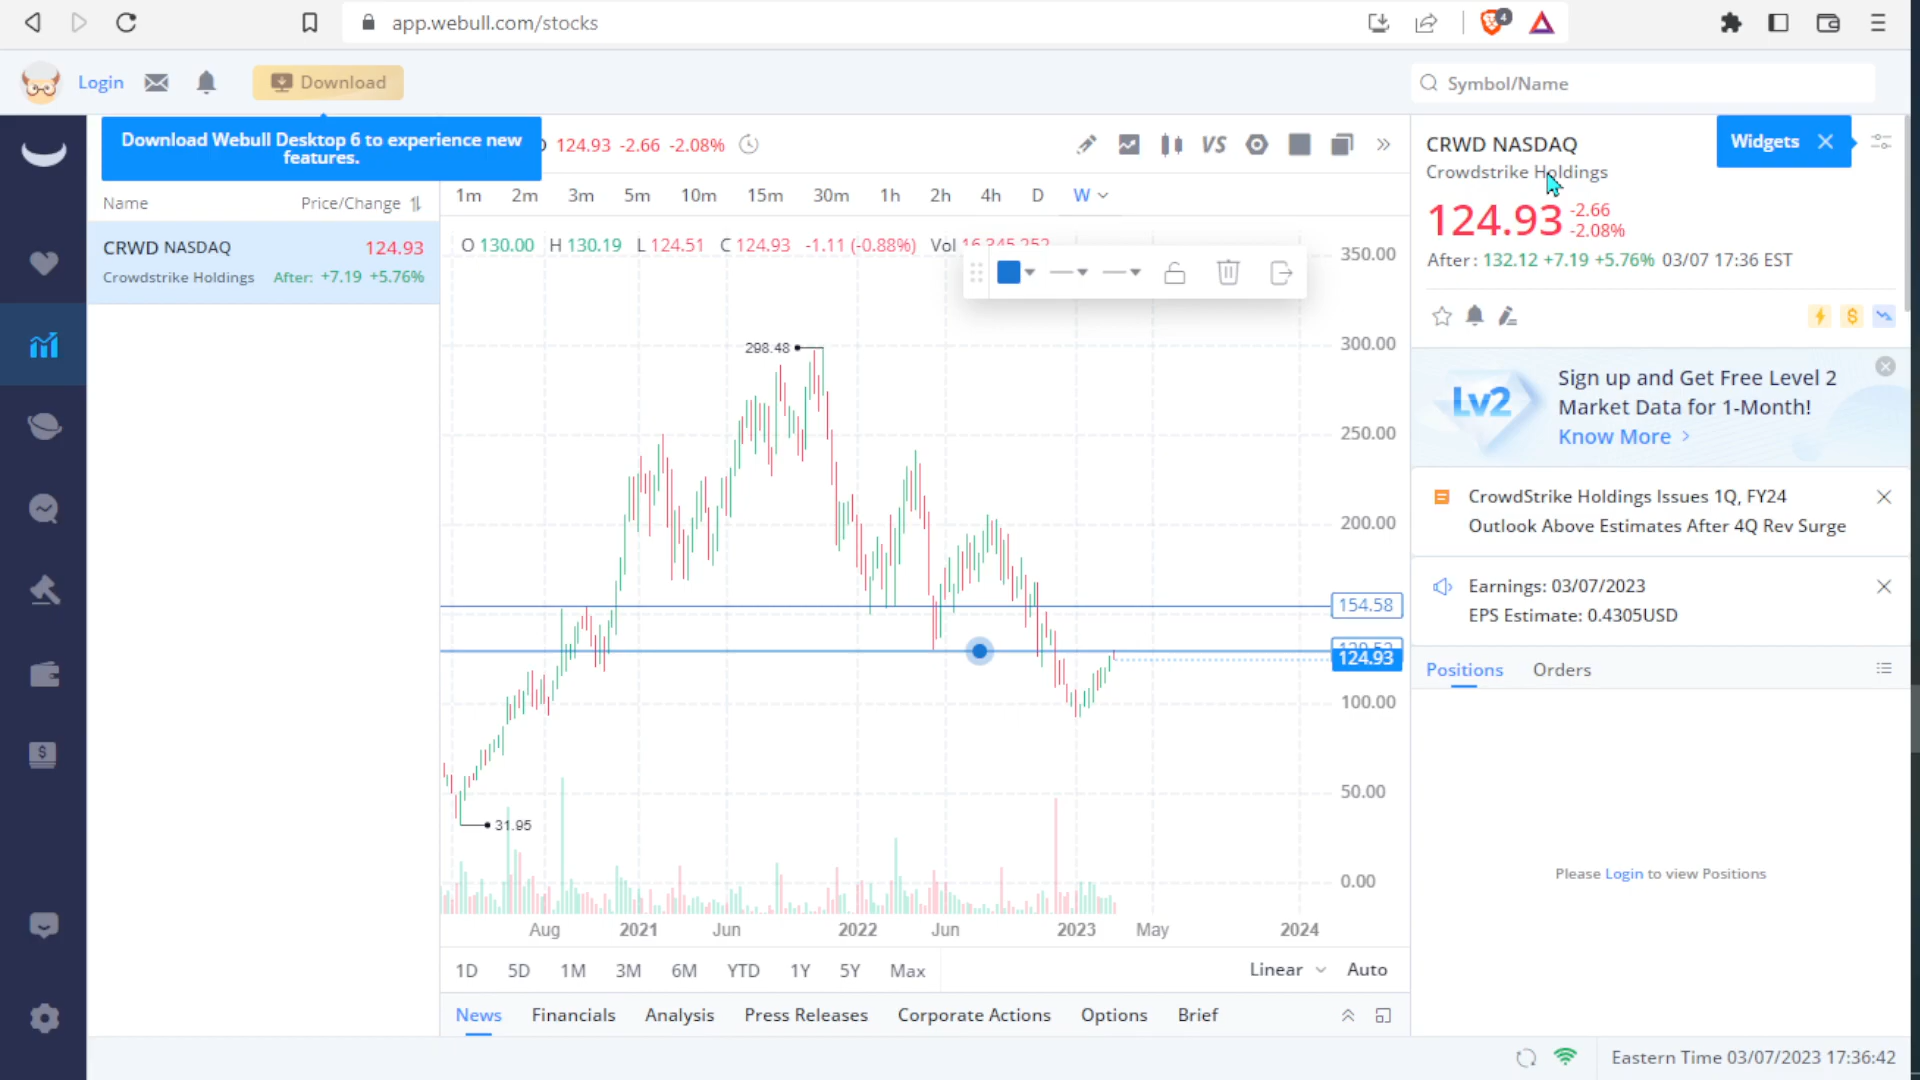 app.webull.com/stocks
4
Login
Download
Symbol/Name
Download Webull Desktop 6 to experience new
features.
124.93 -2.66 -2.08%
Name
Price/Change
CRWD NASDAQ
124.93
Crowdstrike Holdings
After: +7.19 +5.76%
VS
1m 2m 3m 5m 10m 15m 30m 1h 2h 4h D W
O 130.00 H 130.19 L 124.51 C 124.93 -1.11 (-0.88%) Vol 16,345,252
350.00
300.00
250.00
200.00
154.58
124.93
100.00
50.00
0.00
298.48
31.95
Aug 2021 Jun 2022 Jun 2023 May 2024
1D 5D 1M 3M 6M YTD 1Y 5Y Max
Linear
Auto
News Financials Analysis Press Releases Corporate Actions Options Brief
CRWD NASDAQ
Crowdstrike Holdings
Widgets
124.93
-2.66
-2.08%
After: 132.12 +7.19 +5.76% 03/07 17:36 EST
Lv2
Sign up and Get Free Level 2
Market Data for 1-Month!
Know More >
CrowdStrike Holdings Issues 1Q, FY24
Outlook Above Estimates After 4Q Rev Surge
Earnings: 03/07/2023
EPS Estimate: 0.4305USD
Positions Orders
Please Login to view Positions
Eastern Time 03/07/2023 17:36:42